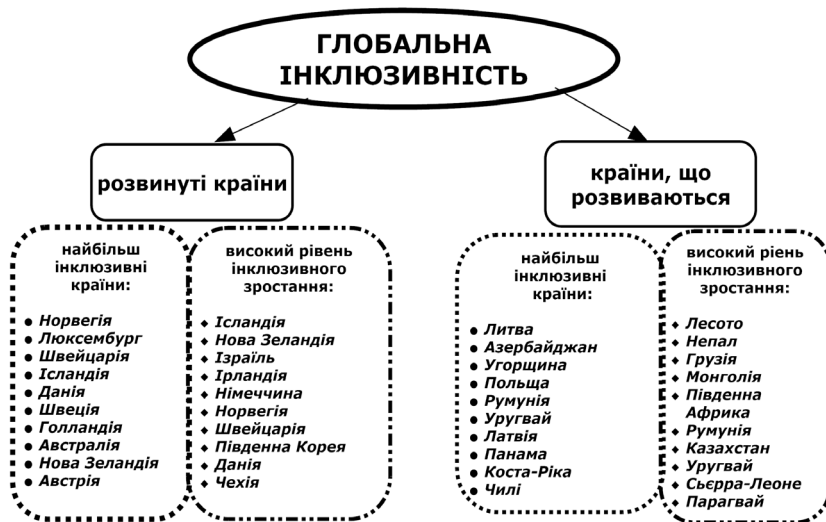 ГЛОБАЛЬНА
ІНКЛЮЗИВНІСТЬ
розвинуті країни
найбільш
інклюзивні
країни:
● Норвегія
● Люксембург
● Швейцарія
● Ісландія
● Данія
● Швеція
● Голландія
● Австралія
● Нова Зеландія
● Австрія
високий рівень
інклюзивного
зростання:
◆ Ісландія
◆ Нова Зеландія
◆ Ізраїль
◆ Ірландія
◆ Німеччина
◆ Норвегія
◆ Швейцарія
◆ Південна Корея
◆ Данія
◆ Чехія
країни, що
розвиваються
найбільш
інклюзивні
країни:
● Литва
● Азербайджан
● Угорщина
● Польща
● Румунія
● Уругвай
● Латвія
● Панама
● Коста-Ріка
● Чилі
високий ріень
інклюзивного
зростання:
◆ Лесото
◆ Непал
◆ Грузія
◆ Монголія
◆ Південна
Африка
◆ Румунія
◆ Казахстан
◆ Уругвай
◆ Сьєрра-Леоне
◆ Парагвай